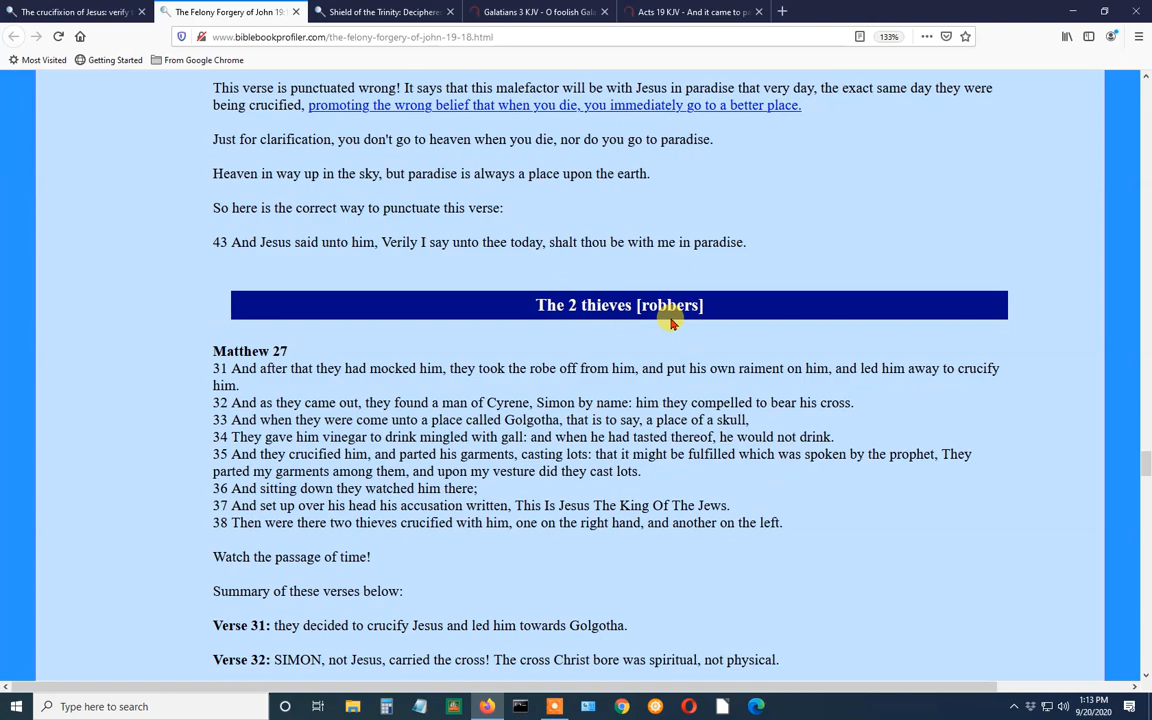 The crucifixion of Jesus: verify
The Felony Forgery of John 19:
Shield of the Trinity: Decipher
Galatians 3 KJV - O foolish Gala
Acts 19 KJV - And it came to p
www.biblebookprofiler.com/the-felony-forgery-of-john-19-18.html
133%
Most Visited
Getting Started
From Google Chrome
This verse is punctuated wrong! It says that this malefactor will be with Jesus in paradise that very day, the exact same day they were
being crucified, promoting the wrong belief that when you die, you immediately go to a better place.
Just for clarification, you don't go to heaven when you die, nor do you go to paradise.
Heaven in way up in the sky, but paradise is always a place upon the earth.
So here is the correct way to punctuate this verse:
43 And Jesus said unto him, Verily I say unto thee today, shalt thou be with me in paradise.
The 2 thieves [robbers]
Matthew 27
31 And after that they had mocked him, they took the robe off from him, and put his own raiment on him, and led him away to crucify
him.
32 And as they came out, they found a man of Cyrene, Simon by name: him they compelled to bear his cross.
33 And when they were come unto a place called Golgotha, that is to say, a place of a skull,
34 They gave him vinegar to drink mingled with gall: and when he had tasted thereof, he would not drink.
35 And they crucified him, and parted his garments, casting lots: that it might be fulfilled which was spoken by the prophet, They
parted my garments among them, and upon my vesture did they cast lots.
36 And sitting down they watched him there;
37 And set up over his head his accusation written, This Is Jesus The King Of The Jews.
38 Then were there two thieves crucified with him, one on the right hand, and another on the left.
Watch the passage of time!
Summary of these verses below:
Verse 31: they decided to crucify Jesus and led him towards Golgotha.
Verse 32: SIMON, not Jesus, carried the cross! The cross Christ bore was spiritual, not physical.
Type here to search
1:13 PM
9/20/2020